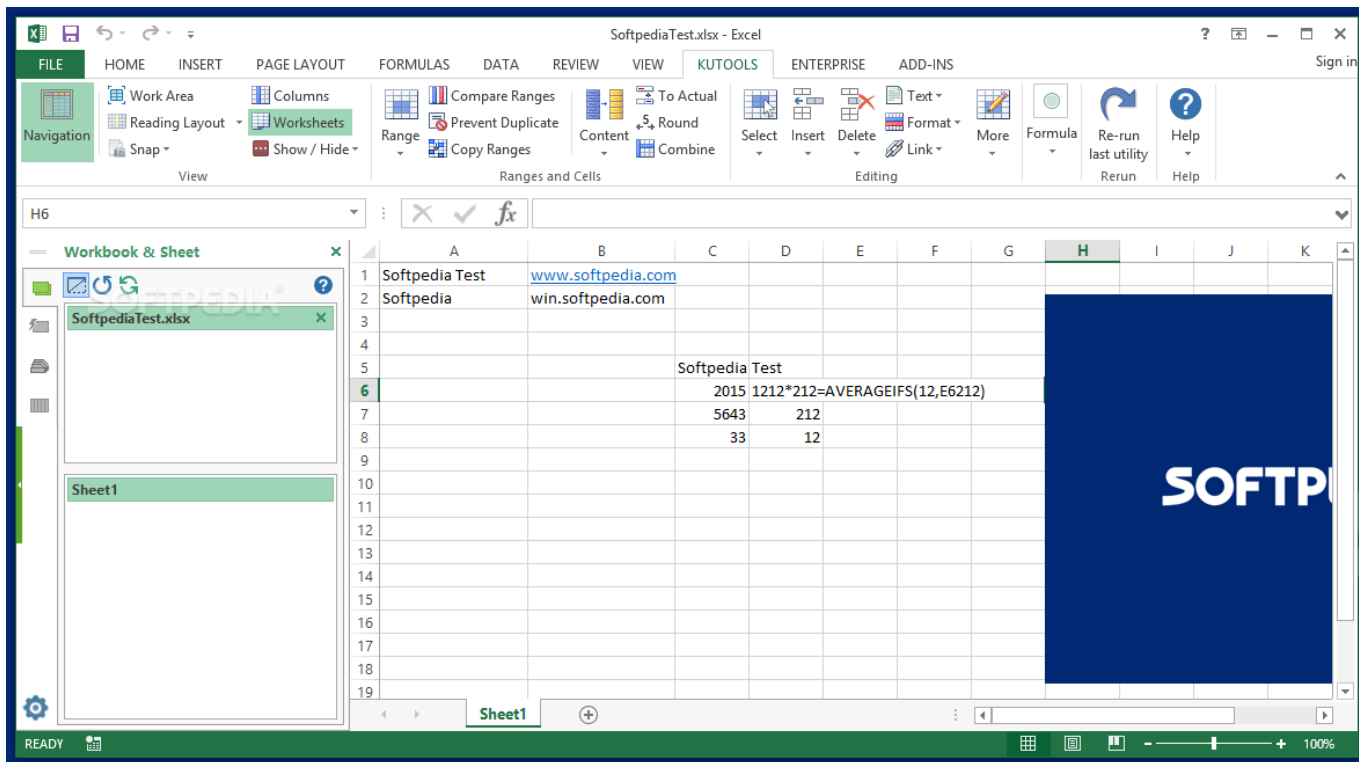 SoftpediaTest.xlsx - Excel
FILE HOME INSERT PAGE LAYOUT FORMULAS DATA REVIEW VIEW KUTOOLS ENTERPRISE ADD-INS Sign in
Work Area Columns Compare Ranges To Actual Text
Navigation Reading Layout Worksheets Range Prevent Duplicate Content Round Select Insert Delete Format More Formula Re-run last utility Help
Snap Show / Hide Copy Ranges Combine Link
View Ranges and Cells Editing Rerun Help
H6 fx
Workbook & Sheet
SOFTPEDIA
SoftpediaTest.xlsx
Sheet1
A B C D E F G H I J K
1 Softpedia Test www.softpedia.com
2 Softpedia win.softpedia.com
3
4
5 Softpedia Test
6 2015 1212*212=AVERAGEIFS(12,E6212)
7 5643 212
8 33 12
9
10
11
12
13
14
15
16
17
18
19
SOFTP
Sheet1
READY 100%